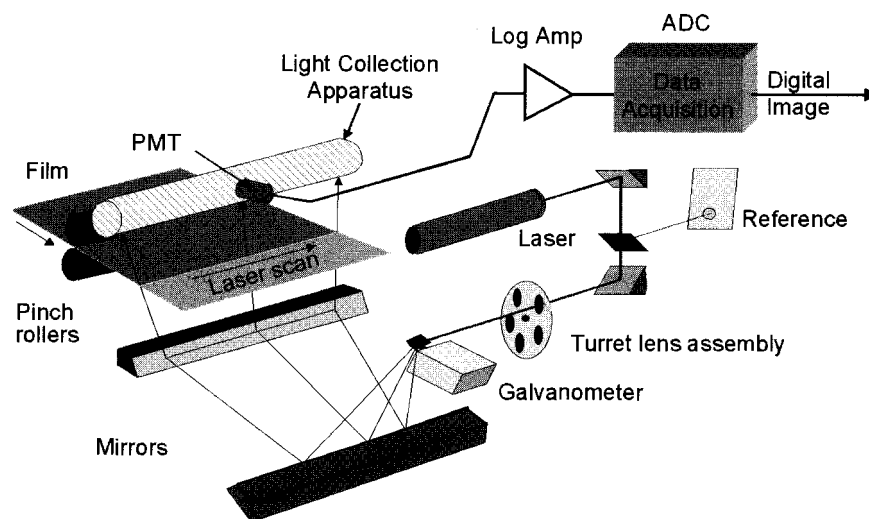 Log Amp
ADC
Light Collection
Apparatus
Data
Acquisition
Digital
Image
PMT
Film
Reference
Laser
Laser scan
Pinch
rollers
Turret lens assembly
Galvanometer
Mirrors